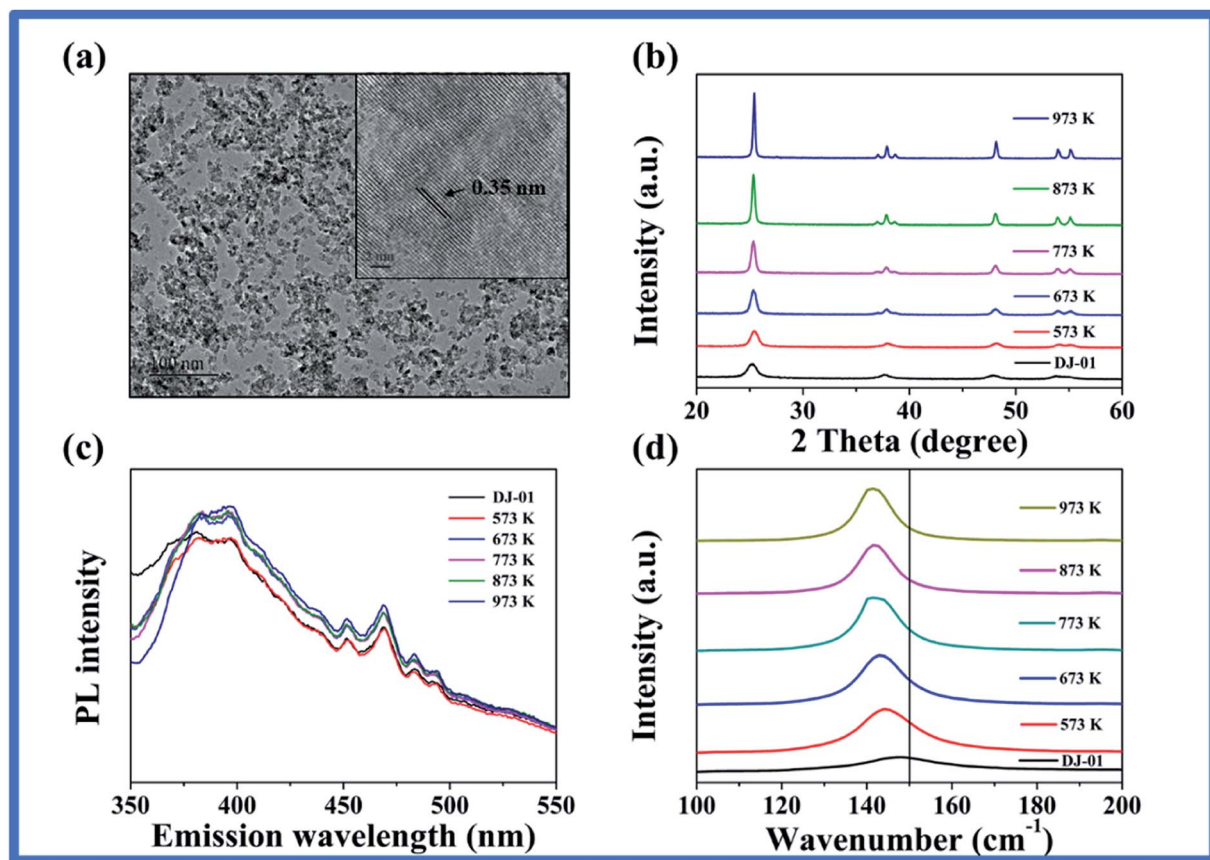 (a)
0.35 nm
2 nm
100 nm
(b)
Intensity (a.u.)
973 K
873 K
773 K
673 K
573 K
DJ-01
20 30 40 50 60
2 Theta (degree)
(c)
PL intensity
DJ-01
573 K
673 K
773 K
873 K
973 K
350 400 450 500 550
Emission wavelength (nm)
(d)
Intensity (a.u.)
973 K
873 K
773 K
673 K
573 K
DJ-01
100 120 140 160 180 200
Wavenumber (cm⁻¹)